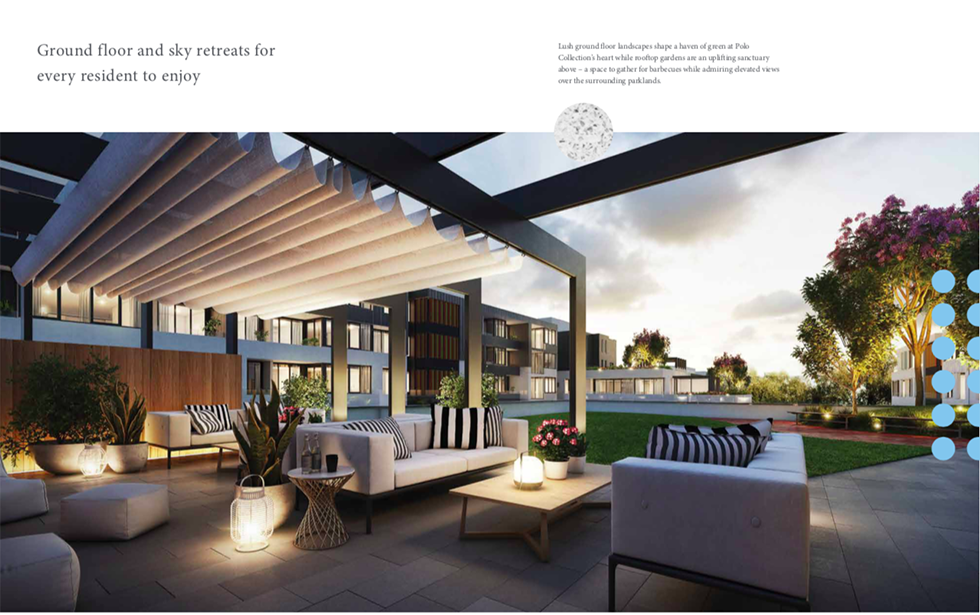 Ground floor and sky retreats for
every resident to enjoy
Lush ground floor landscapes shape a haven of green at Polo
Collection's heart while rooftop gardens are an uplifting sanctuary
above – a space to gather for barbecues while admiring elevated views
over the surrounding parklands.